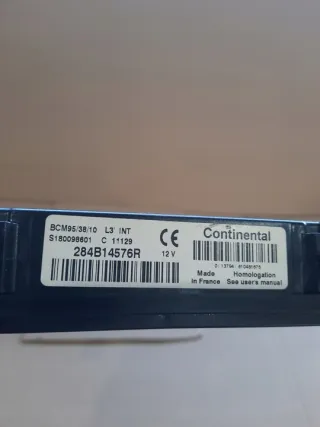 BCM95/38/10 L3' INT
S180098601 C 11129
284B14576R
12 V
CE
Continental
Made in France
Homologation See user's manual